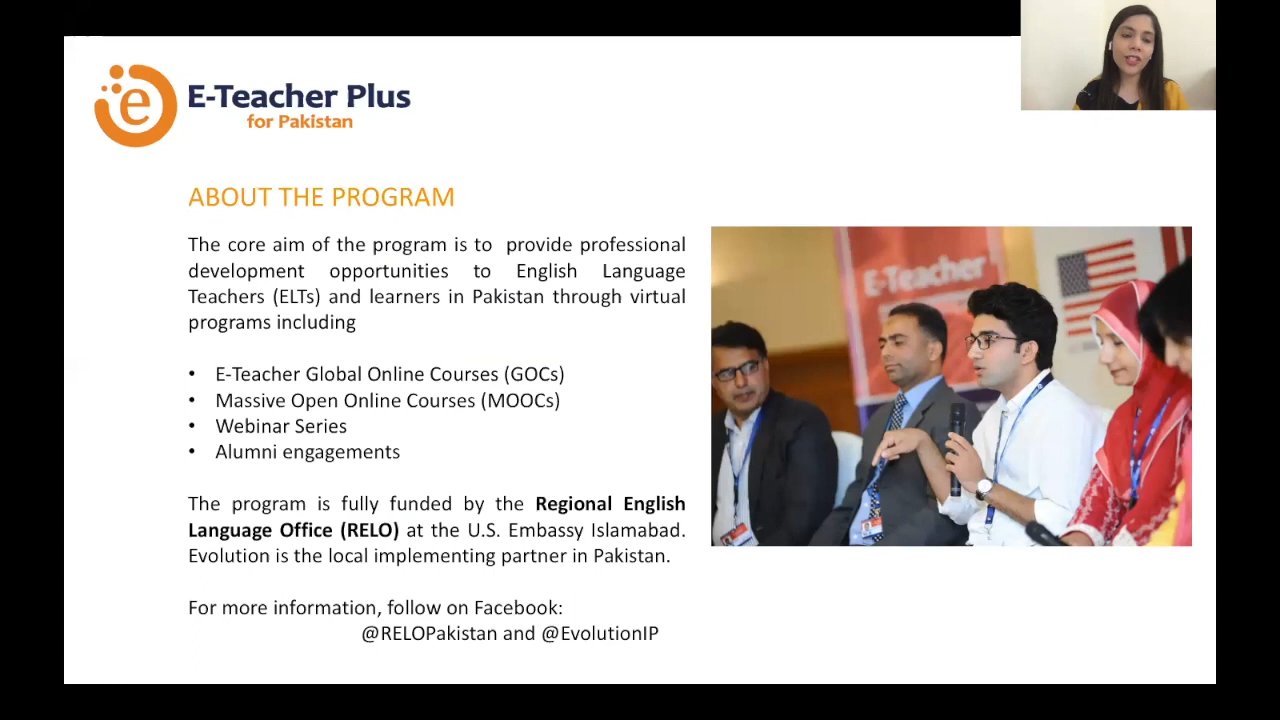 e
E-Teacher Plus
for Pakistan
ABOUT THE PROGRAM
The core aim of the program is to provide professional
development opportunities to English Language
Teachers (ELTs) and learners in Pakistan through virtual
programs including
• E-Teacher Global Online Courses (GOCs)
• Massive Open Online Courses (MOOCs)
• Webinar Series
• Alumni engagements
The program is fully funded by the Regional English
Language Office (RELO) at the U.S. Embassy Islamabad.
Evolution is the local implementing partner in Pakistan.
For more information, follow on Facebook:
@RELOPakistan and @EvolutionIP
E-Teacher